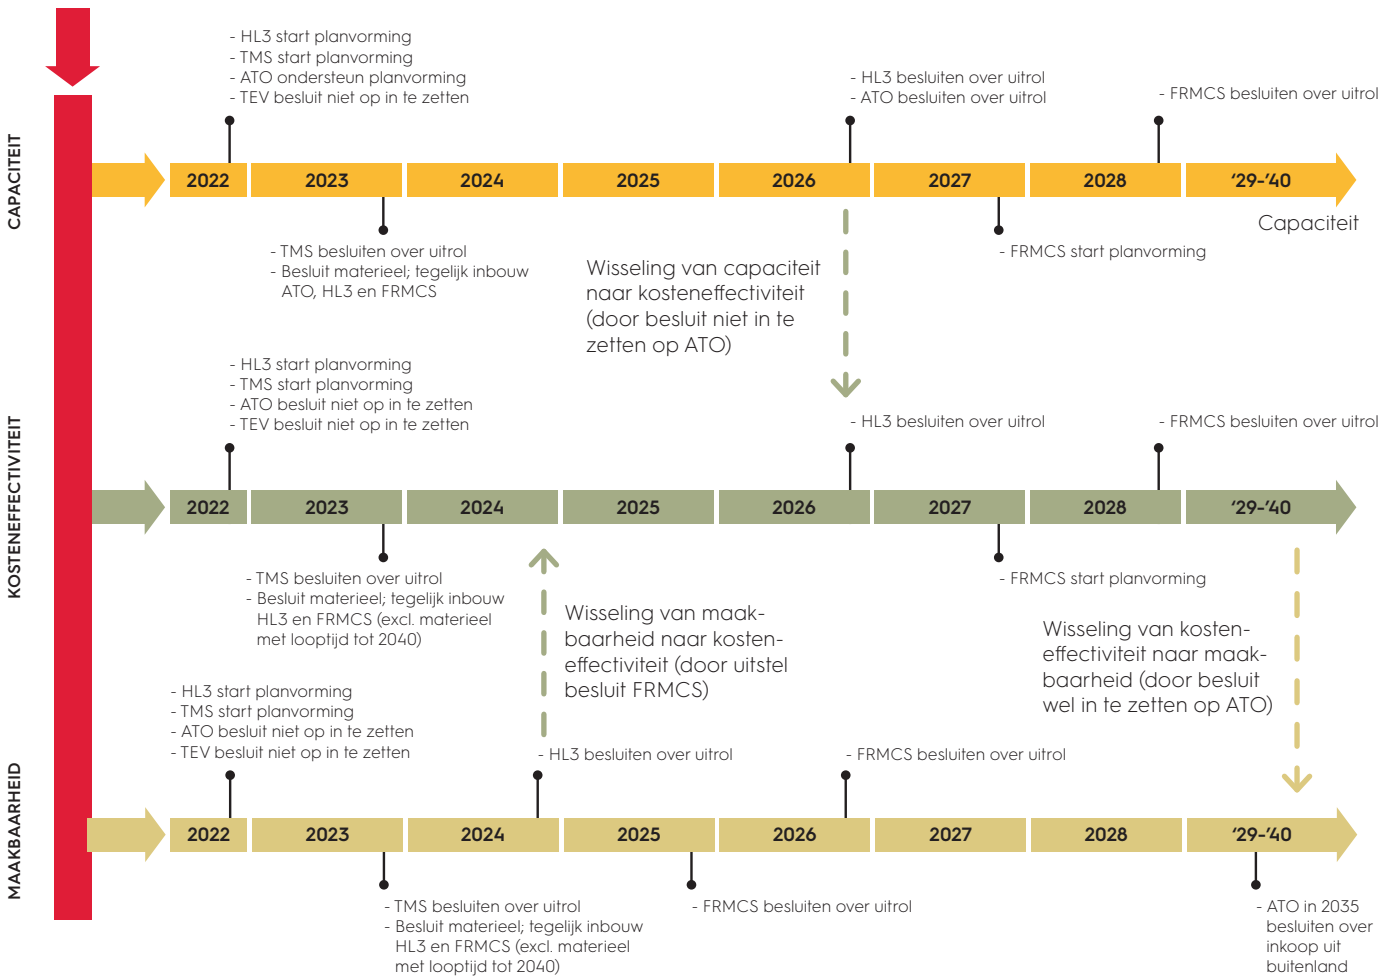 CAPACITEIT
- HL3 start planvorming
- TMS start planvorming
- ATO ondersteun planvorming
- TEV besluit niet op in te zetten
- HL3 besluiten over uitrol
- ATO besluiten over uitrol
- FRMCS besluiten over uitrol
2022 2023 2024 2025 2026 2027 2028 '29-'40
Capaciteit
- TMS besluiten over uitrol
- Besluit materieel; tegelijk inbouw
ATO, HL3 en FRMCS
- FRMCS start planvorming
Wisseling van capaciteit
naar kosteneffectiviteit
(door besluit niet in te
zetten op ATO)
KOSTENEFFECTIVITEIT
- HL3 start planvorming
- TMS start planvorming
- ATO besluit niet op in te zetten
- TEV besluit niet op in te zetten
- HL3 besluiten over uitrol
- FRMCS besluiten over uitrol
2022 2023 2024 2025 2026 2027 2028 '29-'40
- TMS besluiten over uitrol
- Besluit materieel; tegelijk inbouw
HL3 en FRMCS (excl. materieel
met looptijd tot 2040)
- FRMCS start planvorming
Wisseling van maak-
baarheid naar kosten-
effectiviteit (door uitstel
besluit FRMCS)
Wisseling van kosten-
effectiviteit naar maak-
baarheid (door besluit
wel in te zetten op ATO)
MAAKBAARHEID
- HL3 start planvorming
- TMS start planvorming
- ATO besluit niet op in te zetten
- TEV besluit niet op in te zetten
- HL3 besluiten over uitrol
- FRMCS besluiten over uitrol
2022 2023 2024 2025 2026 2027 2028 '29-'40
- TMS besluiten over uitrol
- Besluit materieel; tegelijk inbouw
HL3 en FRMCS (excl. materieel
met looptijd tot 2040)
- FRMCS besluiten over uitrol
- ATO in 2035
besluiten over
inkoop uit
buitenland